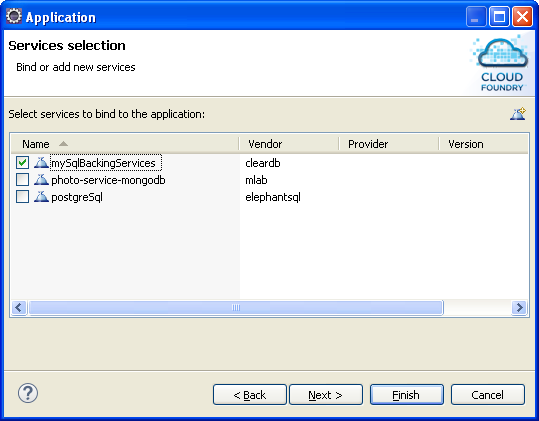 Application
Services selection
Bind or add new services
CLOUD
FOUNDRY
Select services to bind to the application:
Name Vendor Provider Version
mySqlBackingServices cleardb
photo-service-mongodb mlab
postgreSql elephantsql
? < Back Next > Finish Cancel